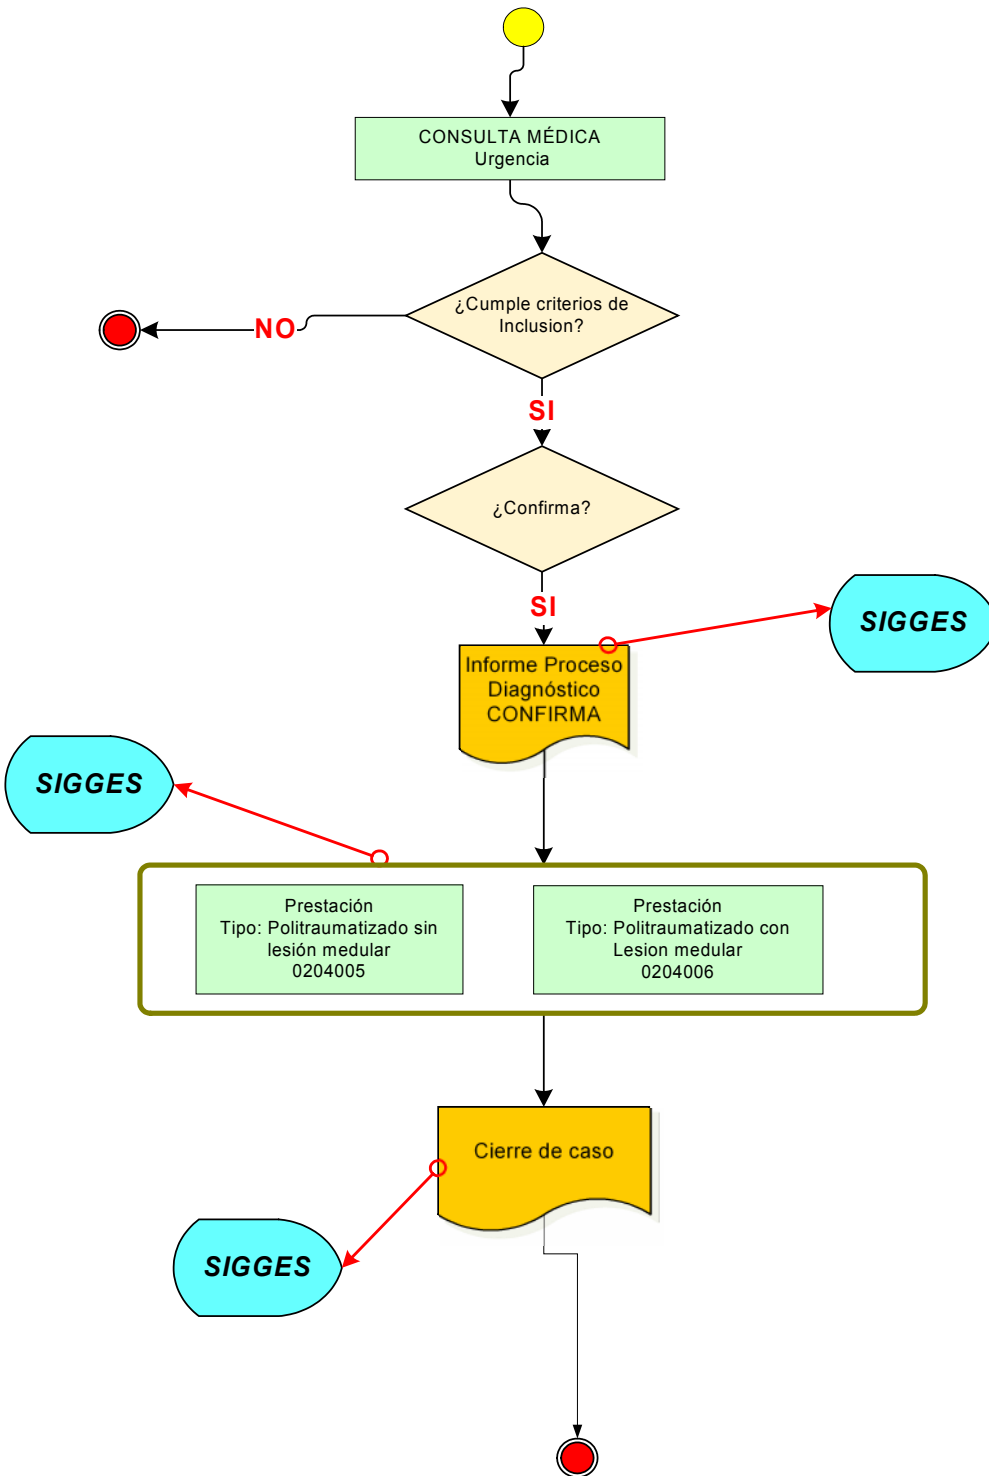 CONSULTA MÉDICA
Urgencia
¿Cumple criterios de
Inclusion?
NO
SI
¿Confirma?
SI
SIGGES
Informe Proceso
Diagnóstico
CONFIRMA
SIGGES
Prestación
Tipo: Politraumatizado sin
lesión medular
0204005
Prestación
Tipo: Politraumatizado con
Lesion medular
0204006
Cierre de caso
SIGGES